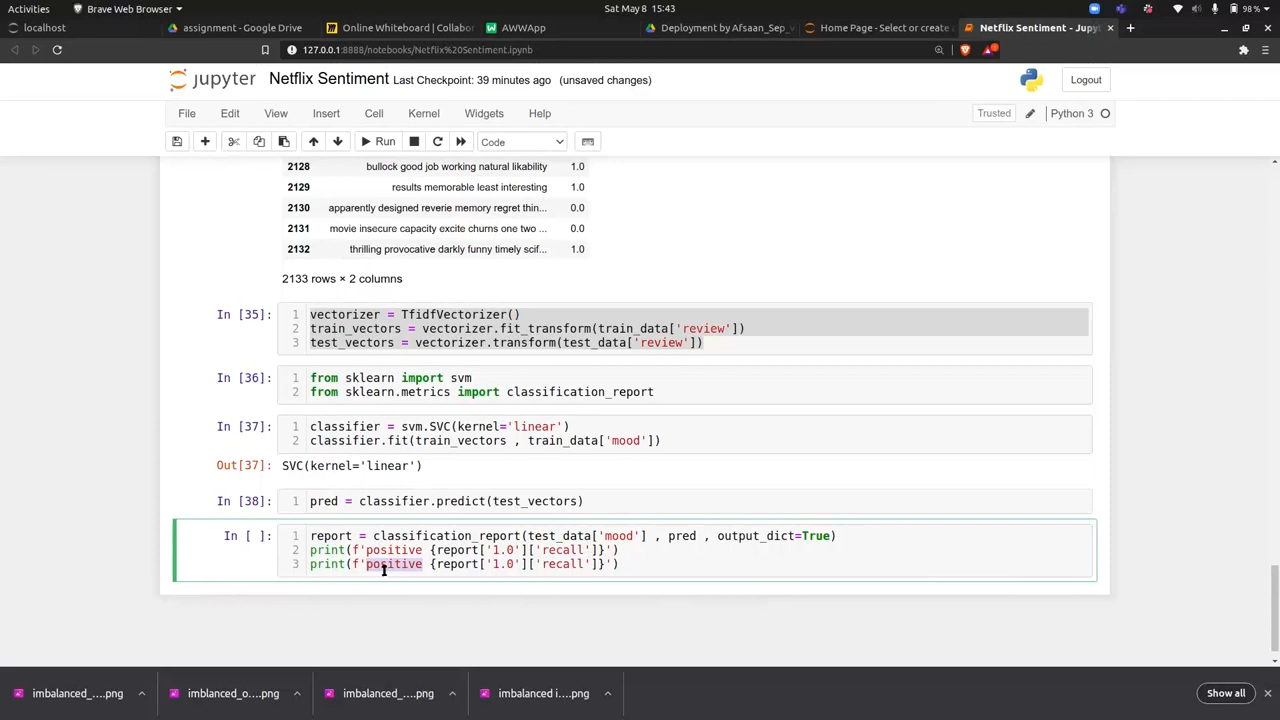 Activities
Brave Web Browser
Sat May 8 15:43
98 %
localhost
assignment - Google Drive
Online Whiteboard | Collabor
AWWApp
Deployment by Afsaan_Sep_
Home Page - Select or create
Netflix Sentiment - Jupyt
127.0.0.1:8888/notebooks/Netflix%20Sentiment.ipynb
jupyter Netflix Sentiment Last Checkpoint: 39 minutes ago (unsaved changes)
Logout
File Edit View Insert Cell Kernel Widgets Help
Trusted
Python 3
Run
Code
2128 bullock good job working natural likability 1.0
2129 results memorable least interesting 1.0
2130 apparently designed reverie memory regret thin... 0.0
2131 movie insecure capacity excite churns one two ... 0.0
2132 thrilling provocative darkly funny timely scif... 1.0
2133 rows × 2 columns
In [35]: 1 vectorizer = TfidfVectorizer()
2 train_vectors = vectorizer.fit_transform(train_data['review'])
3 test_vectors = vectorizer.transform(test_data['review'])
In [36]: 1 from sklearn import svm
2 from sklearn.metrics import classification_report
In [37]: 1 classifier = svm.SVC(kernel='linear')
2 classifier.fit(train_vectors , train_data['mood'])
Out[37]: SVC(kernel='linear')
In [38]: 1 pred = classifier.predict(test_vectors)
In [ ]: 1 report = classification_report(test_data['mood'] , pred , output_dict=True)
2 print(f'positive {report['1.0']['recall']}')
3 print(f'positive {report['1.0']['recall']}')
imbalanced_....png
imblanced_o....png
imbalanced_....png
imbalanced i....png
Show all